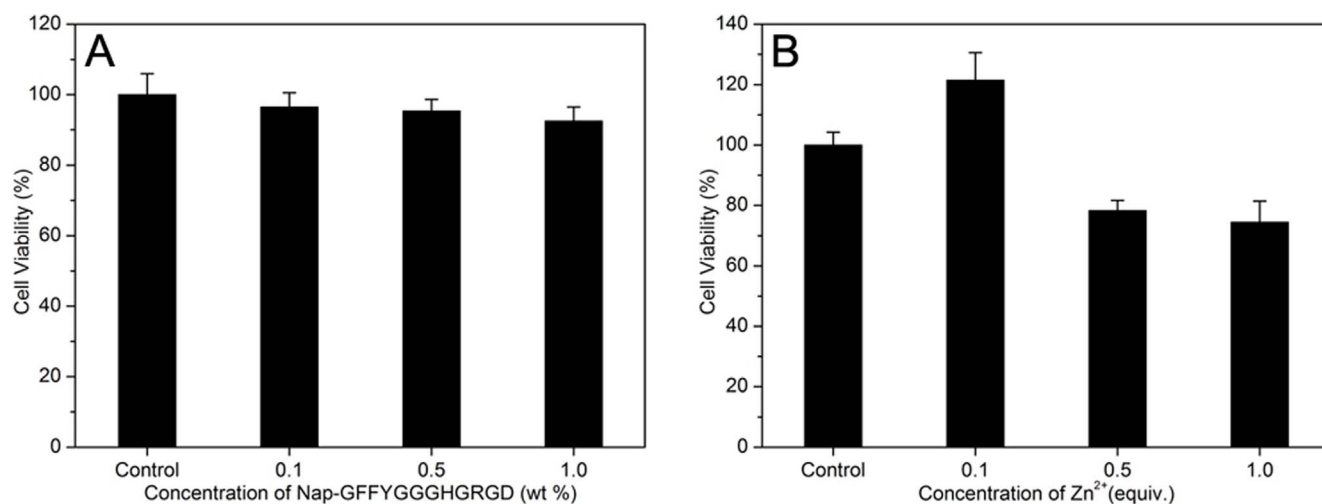 A
Cell Viability (%)
120
100
80
60
40
20
0
Control 0.1 0.5 1.0
Concentration of Nap-GFFYGGGHGRGD (wt %)
B
Cell Viability (%)
140
120
100
80
60
40
20
0
Control 0.1 0.5 1.0
Concentration of Zn²⁺(equiv.)